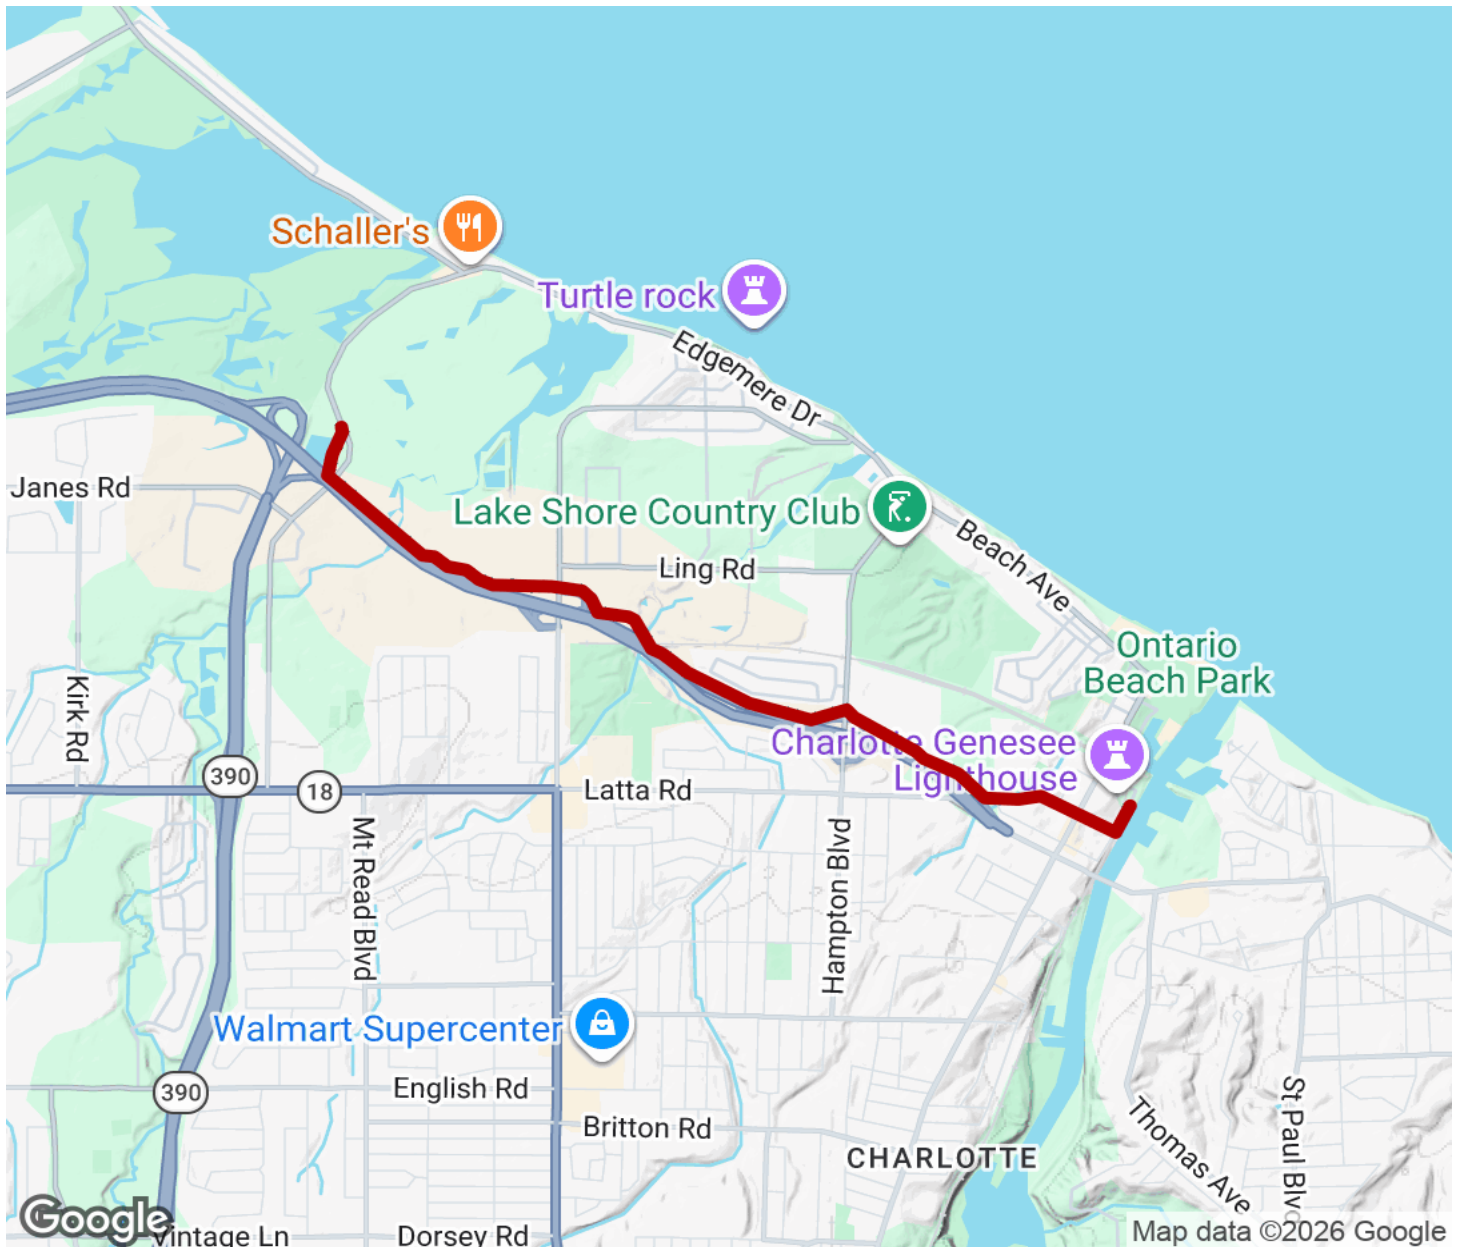 Schaller's
Turtle rock
Edgemere Dr
Janes Rd
Lake Shore Country Club
Beach Ave
Ling Rd
Ontario
Beach Park
Kirk Rd
Charlotte Genesee
Lighthouse
390
18
Latta Rd
Mt Read Blvd
Hampton Blvd
Walmart Supercenter
English Rd
390
Britton Rd
St Paul Blvd
Thomas Ave
CHARLOTTE
Google
Vintage Ln
Dorsey Rd
Map data ©2026 Google